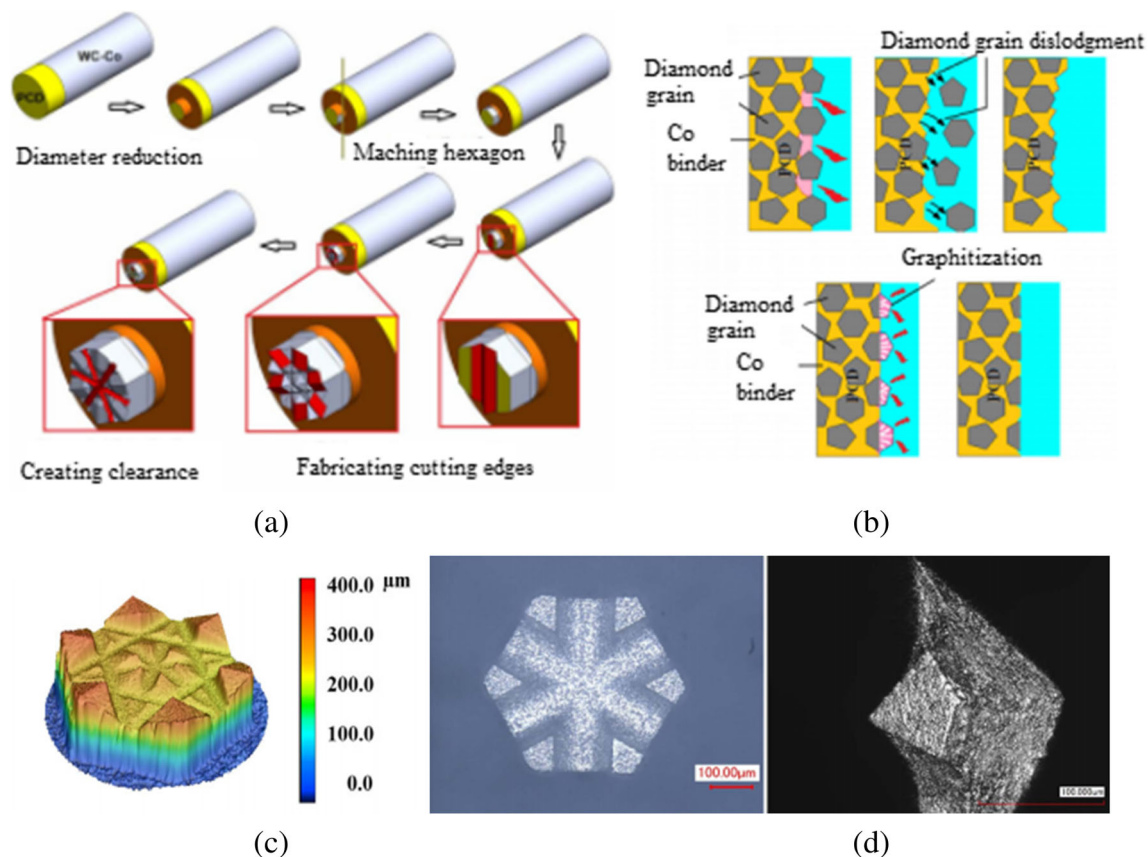 WC-Co
PCD
Diameter reduction
Maching hexagon
Creating clearance
Fabricating cutting edges
(a)
Diamond grain dislodgment
Diamond
grain
Co
binder
PCD
PCD
PCD
Graphitization
Diamond
grain
Co
binder
PCD
PCD
(b)
μm
400.0
300.0
200.0
100.0
0.0
(c)
100.00μm
100.000μm
(d)